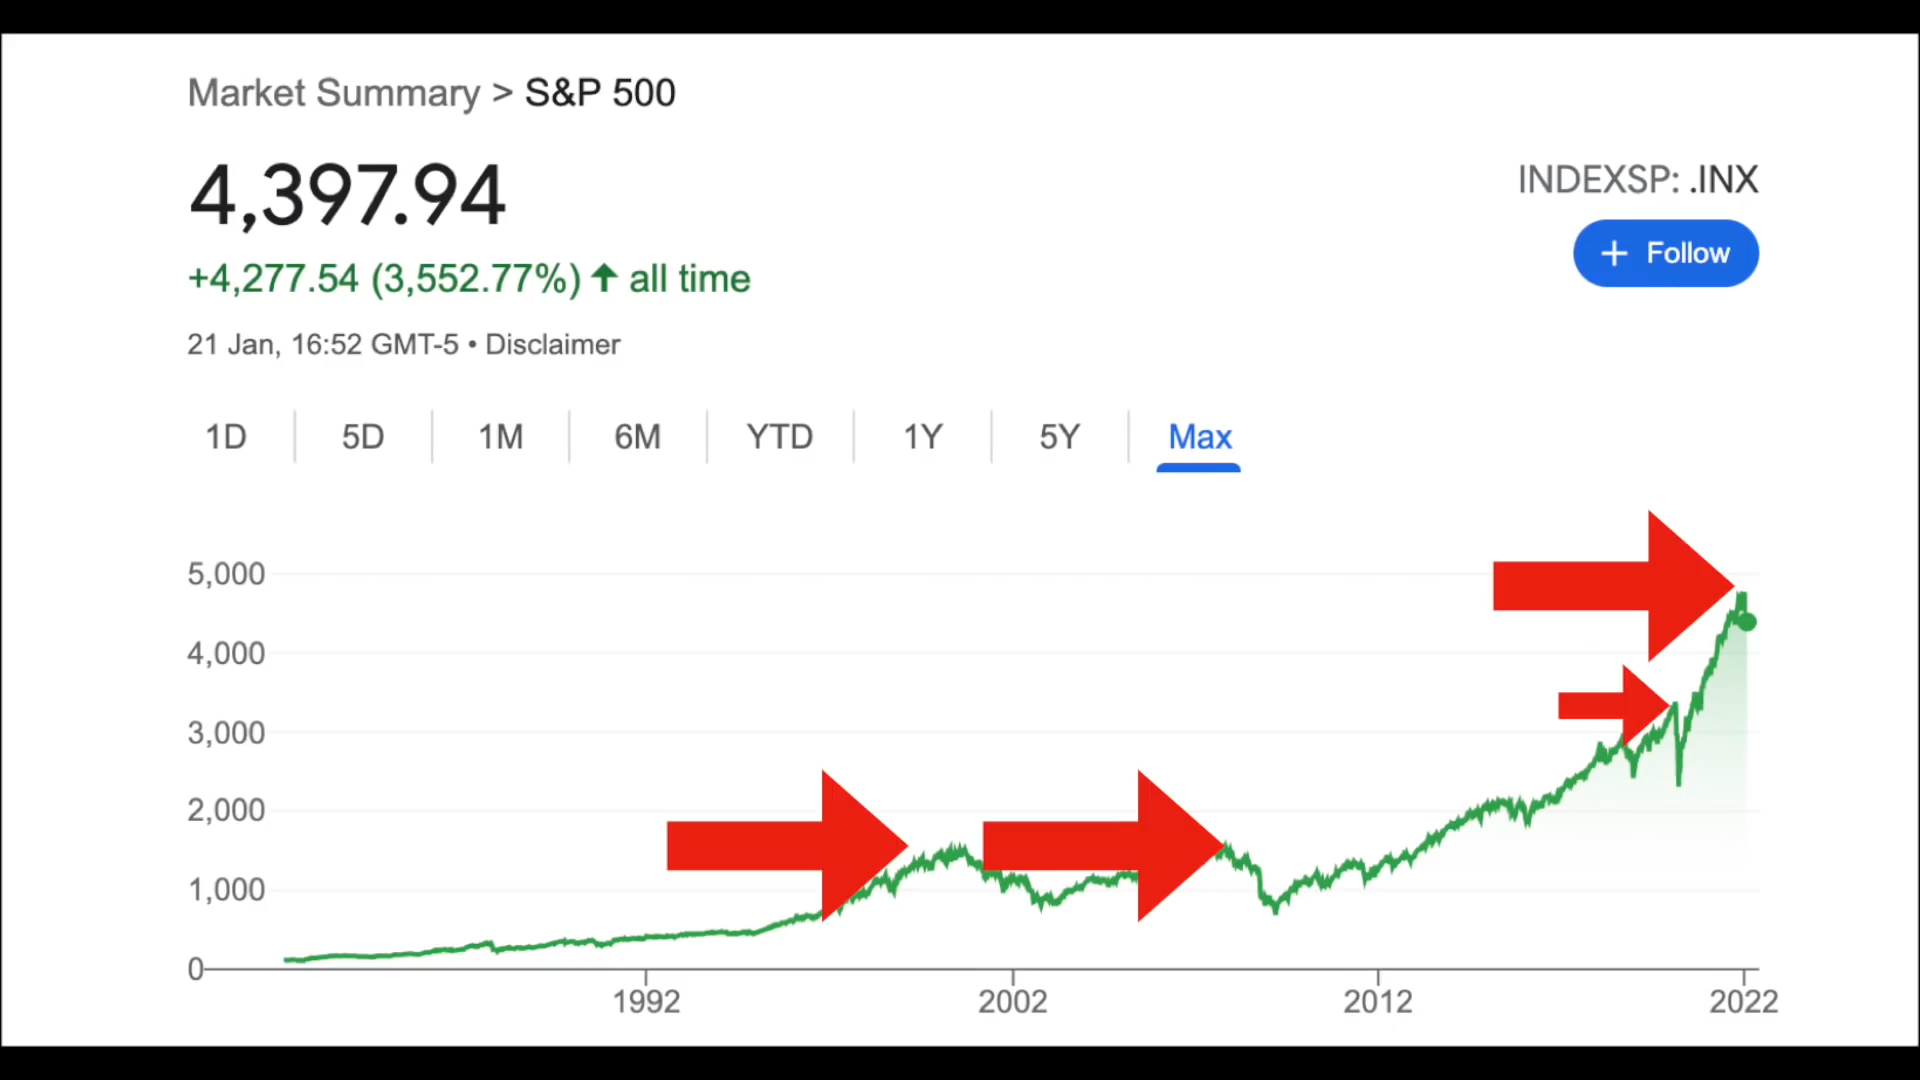 Market Summary > S&P 500
4,397.94
INDEXSP: .INX
+ Follow
+4,277.54 (3,552.77%) ↑ all time
21 Jan, 16:52 GMT-5 • Disclaimer
1D 5D 1M 6M YTD 1Y 5Y Max
5,000
4,000
3,000
2,000
1,000
0
1992 2002 2012 2022